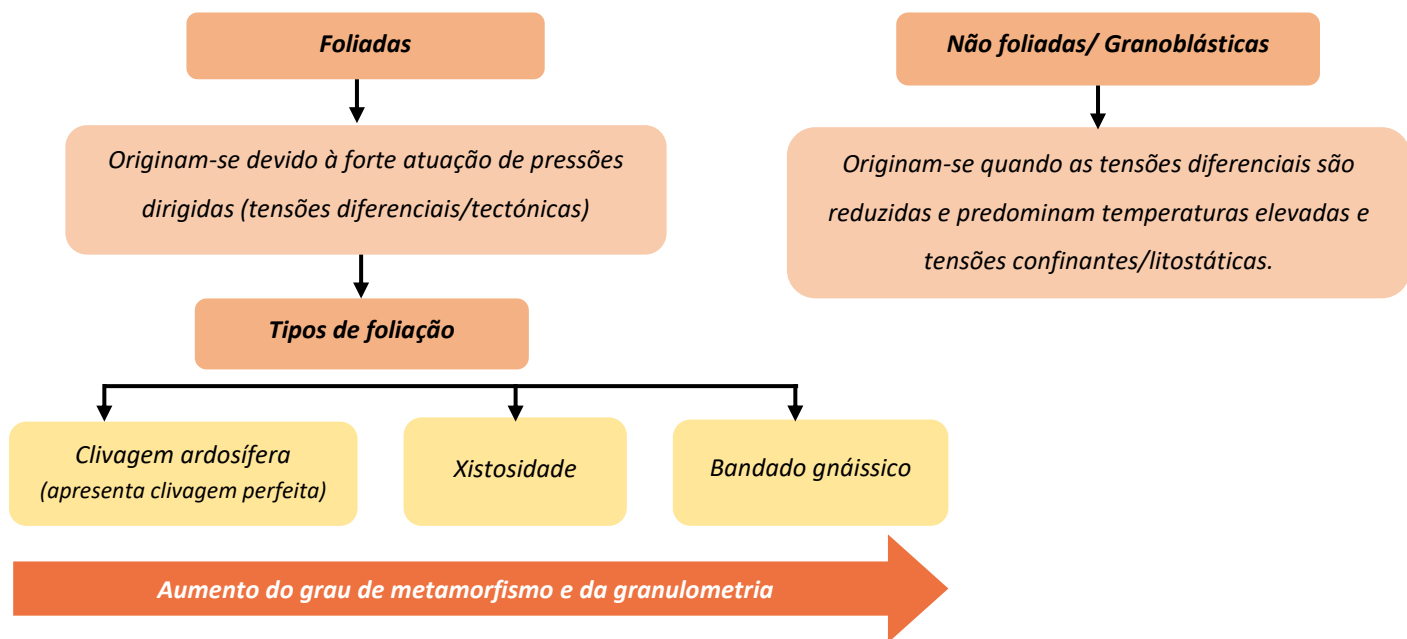 Foliadas
Originam-se devido à forte atuação de pressões
dirigidas (tensões diferenciais/tectónicas)
Tipos de foliação
Clivagem ardosífera
(apresenta clivagem perfeita)
Xistosidade
Bandado gnáissico
Aumento do grau de metamorfismo e da granulometria
Não foliadas/ Granoblásticas
Originam-se quando as tensões diferenciais são
reduzidas e predominam temperaturas elevadas e
tensões confinantes/litostáticas.